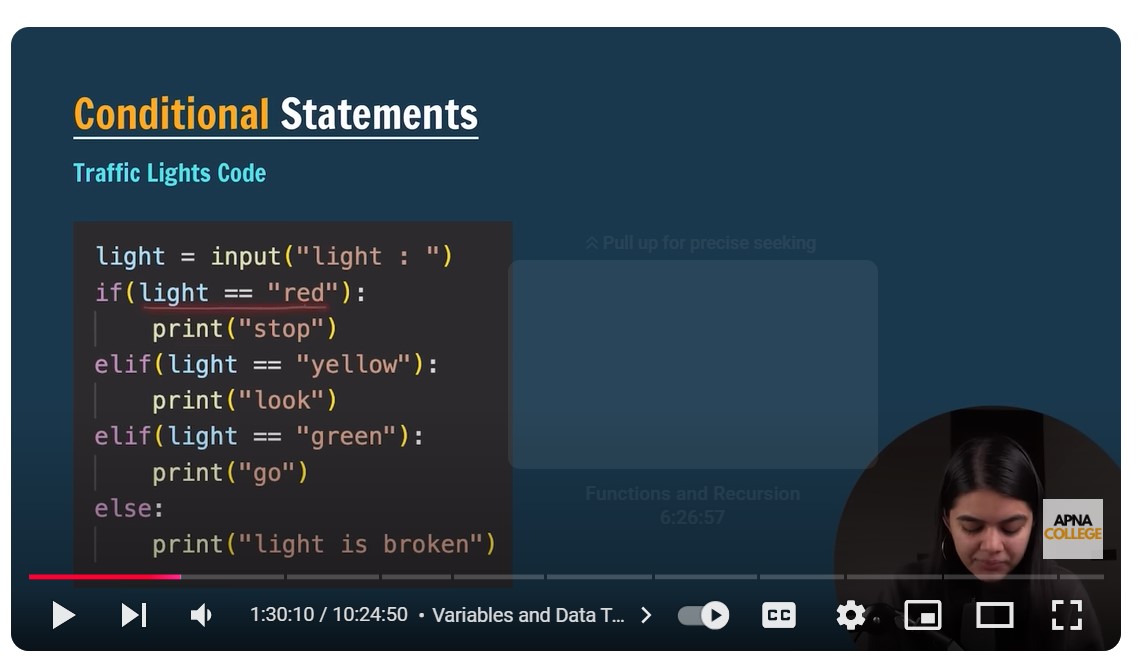 Conditional Statements
Traffic Lights Code
light = input("light : ")
if(light == "red"):
    print("stop")
elif(light == "yellow"):
    print("look")
elif(light == "green"):
    print("go")
else:
    print("light is broken")
Pull up for precise seeking
Functions and Recursion
6:26:57
APNA
COLLEGE
1:30:10 / 10:24:50 • Variables and Data T...
CC